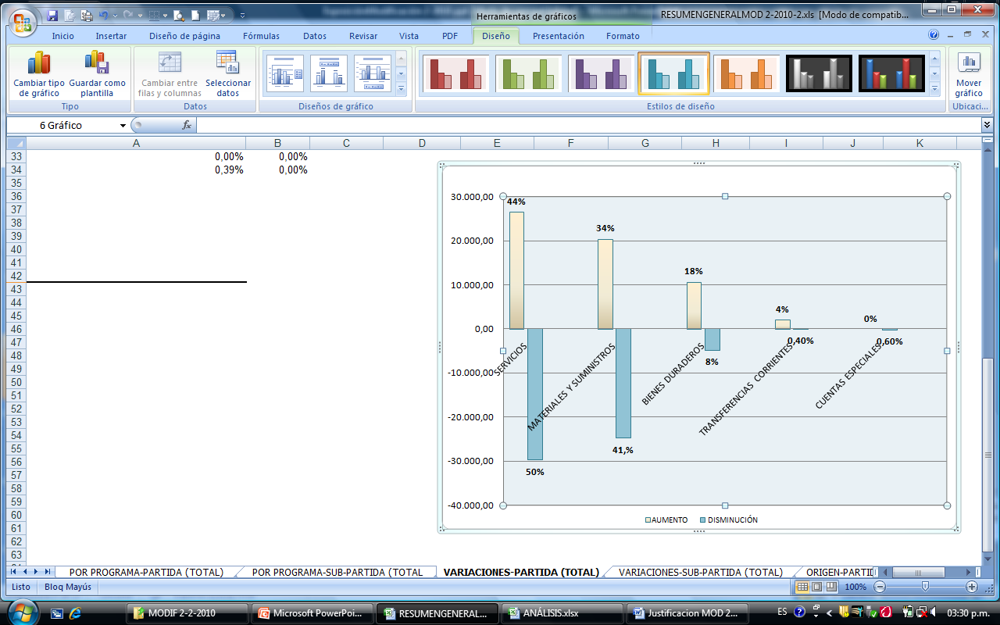 Herramientas de gráficos
RESUMENGENERALMOD 2-2010-2.xls [Modo de compatib...
Inicio Insertar Diseño de página Fórmulas Datos Revisar Vista PDF Diseño Presentación Formato
Cambiar tipo de gráfico
Guardar como plantilla
Cambiar entre filas y columnas
Seleccionar datos
Mover gráfico
Tipo Datos Diseños de gráfico Estilos de diseño Ubicaci...
6 Gráfico fx
A B C D E F G H I J K
33 0,00% 0,00%
34 0,39% 0,00%
35
36
37
38
39
40
41
42
43
44
45
46
47
48
49
50
51
52
53
54
55
56
57
58
59
60
61
62
63
30.000,00
20.000,00
10.000,00
0,00
-10.000,00
-20.000,00
-30.000,00
-40.000,00
44%
34%
18%
4%
0%
50%
41,%
8%
0,40%
0,60%
SERVICIOS
MATERIALES Y SUMINISTROS
BIENES DURADEROS
TRANSFERENCIAS CORRIENTES
CUENTAS ESPECIALES
AUMENTO DISMINUCIÓN
POR PROGRAMA-PARTIDA (TOTAL) POR PROGRAMA-SUB-PARTIDA (TOTAL VARIACIONES-PARTIDA (TOTAL) VARIACIONES-SUB-PARTIDA (TOTAL) ORIGEN-PARTID
Listo Bloq Mayús 100%
MODIF 2-2-2010 Microsoft PowerPoi... RESUMENGENERAL... ANÁLISIS.xlsx Justificacion MOD 2... ES 03:30 p.m.